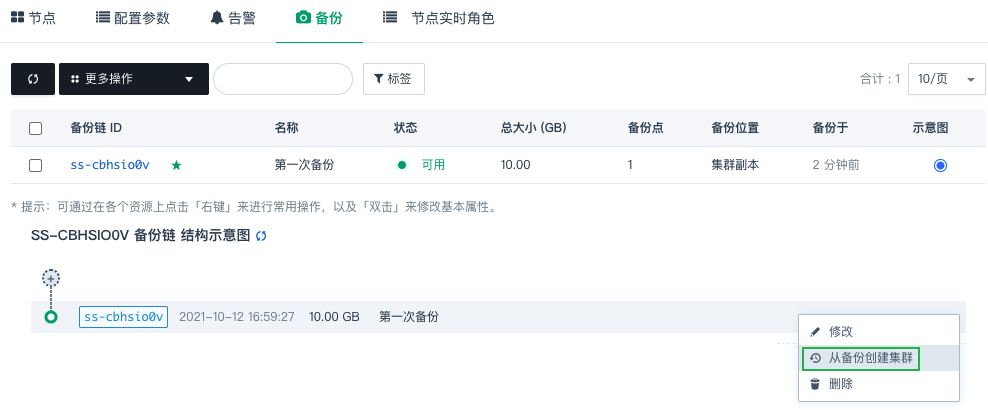 节点 配置参数 告警 备份 节点实时角色
更多操作 标签 合计：1 10/页
备份链 ID 名称 状态 总大小 (GB) 备份点 备份位置 备份于 示意图
ss-cbhsio0v 第一次备份 可用 10.00 1 集群副本 2 分钟前
* 提示：可通过在各个资源上点击「右键」来进行常用操作，以及「双击」来修改基本属性。
SS-CBHSIO0V 备份链 结构示意图
ss-cbhsio0v 2021-10-12 16:59:27 10.00 GB 第一次备份
修改
从备份创建集群
删除